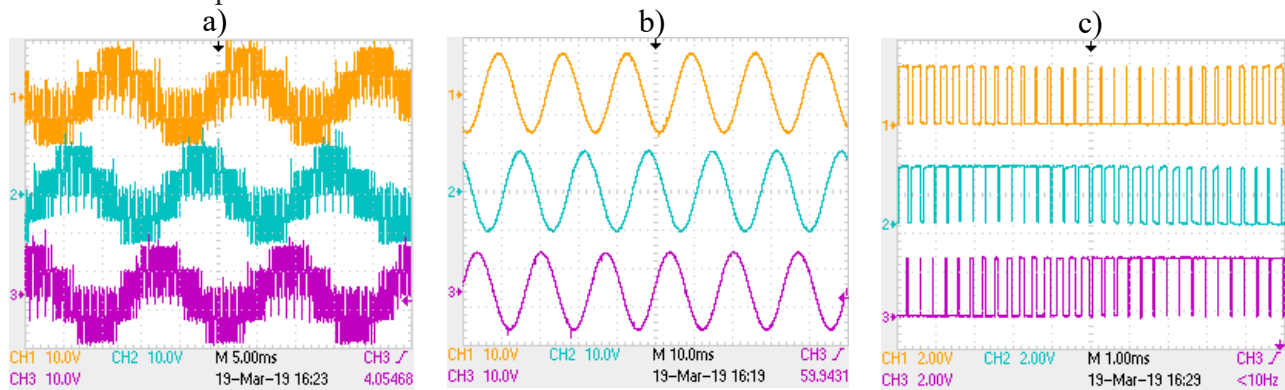 a)
b)
c)
1
2
3
CH1 10.0V CH2 10.0V M 5.00ms CH3
CH3 10.0V 19-Mar-19 16:23 4.05468
1
2
3
CH1 10.0V CH2 10.0V M 10.0ms CH3
CH3 10.0V 19-Mar-19 16:19 59.9431
1
2
3
CH1 2.00V CH2 2.00V M 1.00ms CH3
CH3 2.00V 19-Mar-19 16:29 <10Hz